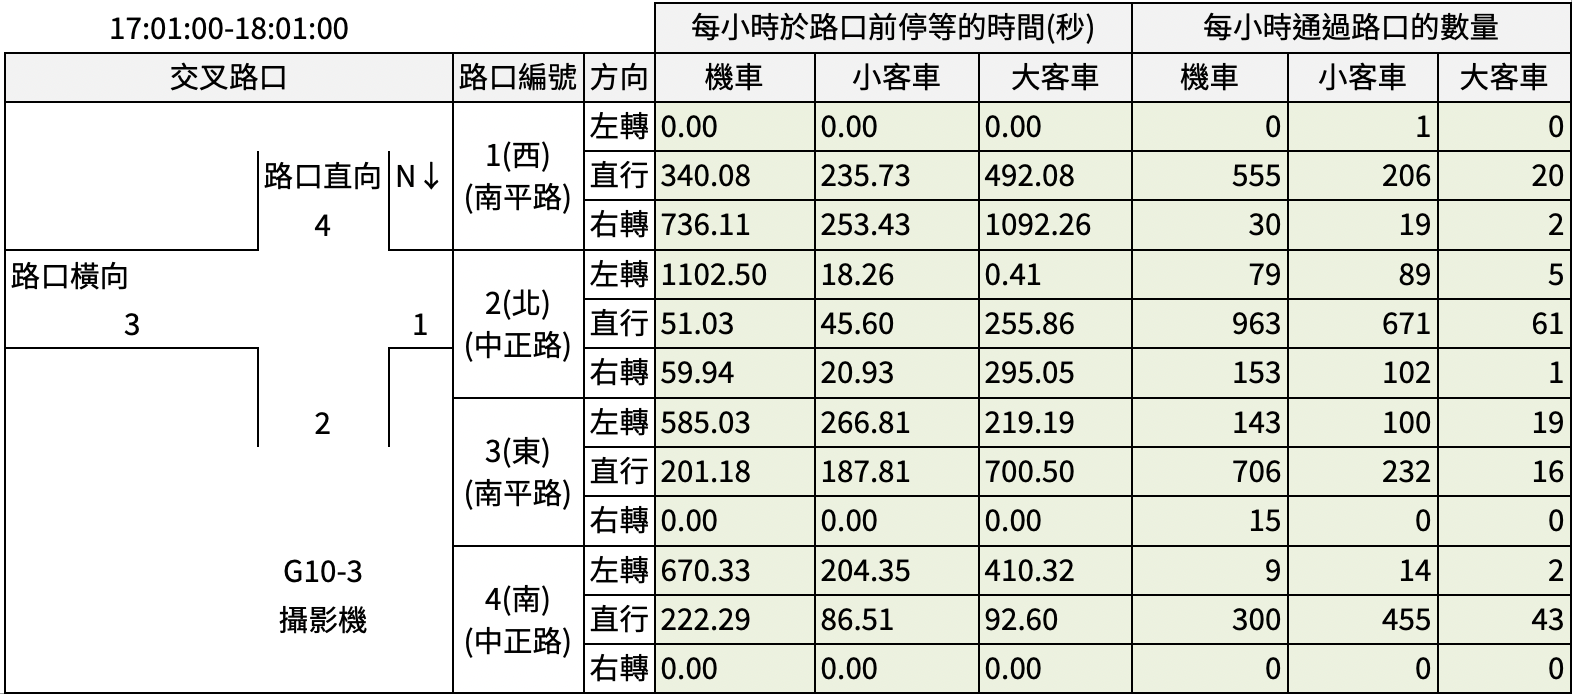 17:01:00-18:01:00 每小時於路口前停等的時間(秒) 每小時通過路口的數量
交叉路口 路口編號 方向 機車 小客車 大客車 機車 小客車 大客車
路口直向 N↓
4
路口橫向
3 1
2
G10-3
攝影機
1(西)
(南平路)
左轉 0.00 0.00 0.00 0 1 0
直行 340.08 235.73 492.08 555 206 20
右轉 736.11 253.43 1092.26 30 19 2
2(北)
(中正路)
左轉 1102.50 18.26 0.41 79 89 5
直行 51.03 45.60 255.86 963 671 61
右轉 59.94 20.93 295.05 153 102 1
3(東)
(南平路)
左轉 585.03 266.81 219.19 143 100 19
直行 201.18 187.81 700.50 706 232 16
右轉 0.00 0.00 0.00 15 0 0
4(南)
(中正路)
左轉 670.33 204.35 410.32 9 14 2
直行 222.29 86.51 92.60 300 455 43
右轉 0.00 0.00 0.00 0 0 0